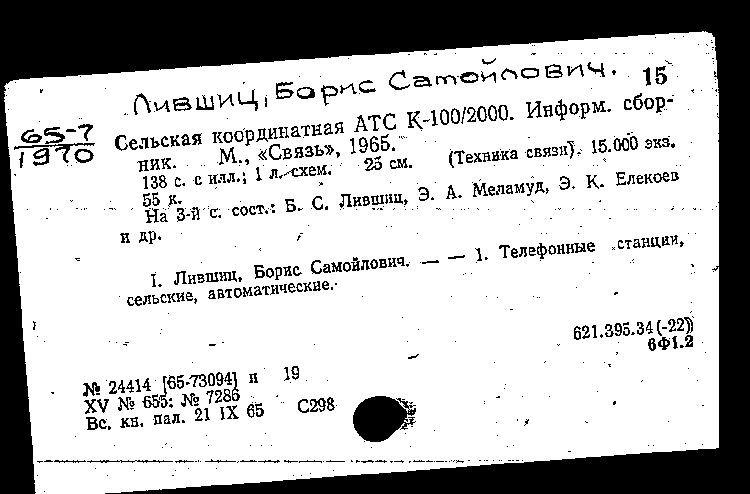 Лившиц, Борис Самойлович.
15
65-7
1970
Сельская координатная АТС К-100/2000. Информ. сбор-
ник. М., «Связь», 1965.
138 с. с илл.; 1 л. схем. 25 см. (Техника связи). 15.000 экз.
55 к.
На 3-й с. сост.: Б. С. Лившиц, Э. А. Меламуд, Э. К. Елекоев
и др.
I. Лившиц, Борис Самойлович. — — 1. Телефонные станции,
сельские, автоматические.
621.395.34(-22)
6Ф1.2
№ 24414 [65-73094] и 19
XV № 655: № 7286
Вс. кн. пал. 21 IX 65 С298